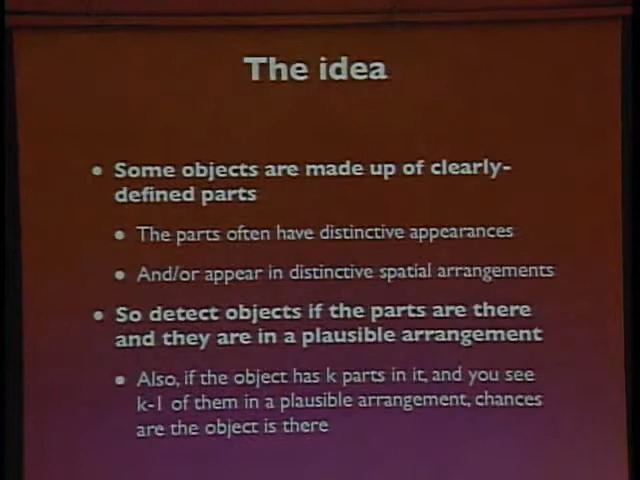 The idea
• Some objects are made up of clearly-
defined parts
• The parts often have distinctive appearances
• And/or appear in distinctive spatial arrangements
• So detect objects if the parts are there
and they are in a plausible arrangement
• Also, if the object has k parts in it, and you see
k-1 of them in a plausible arrangement, chances
are the object is there